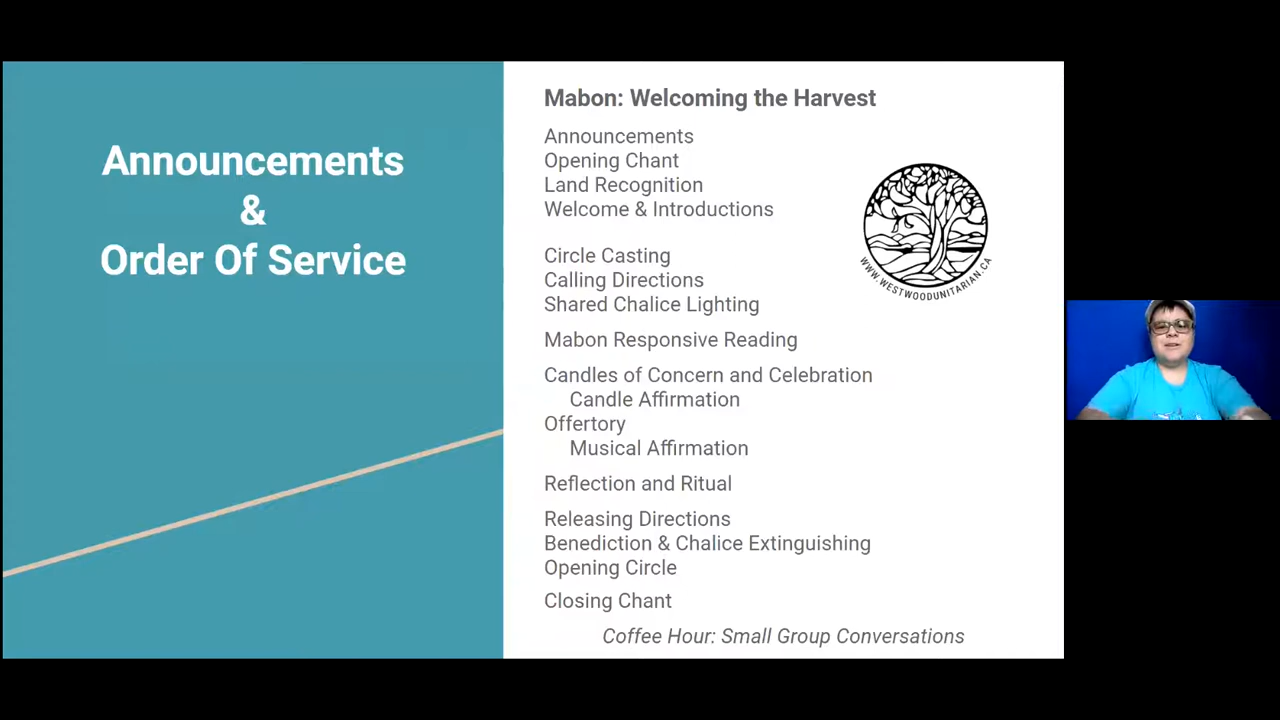 Announcements
&
Order Of Service
Mabon: Welcoming the Harvest
Announcements
Opening Chant
Land Recognition
Welcome & Introductions
Circle Casting
Calling Directions
Shared Chalice Lighting
Mabon Responsive Reading
Candles of Concern and Celebration
Candle Affirmation
Offertory
Musical Affirmation
Reflection and Ritual
Releasing Directions
Benediction & Chalice Extinguishing
Opening Circle
Closing Chant
Coffee Hour: Small Group Conversations
WWW.WESTWOODUNITARIAN.CA